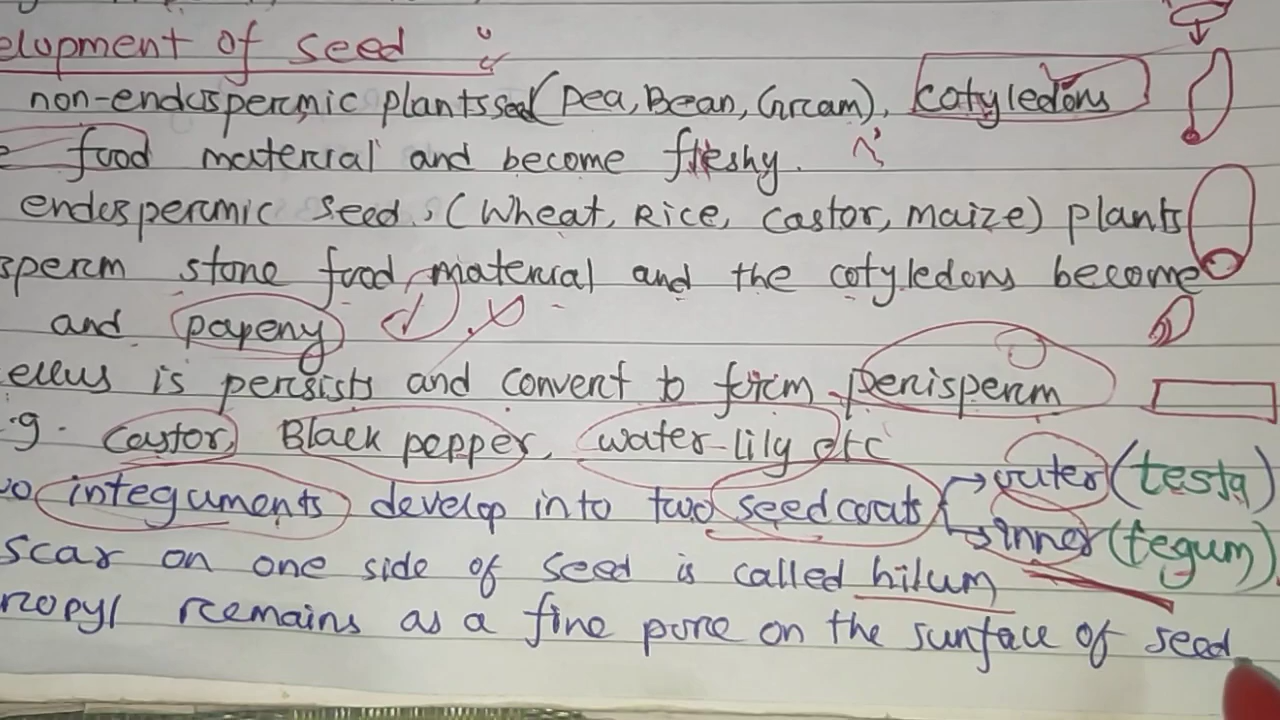 elopment of seed :
non-endospermic plants seed (Pea, Bean, Gram), cotyledons
food material and become fleshy.
endospermic seed, (Wheat, Rice, castor, maize) plants
sperm store food material and the cotyledons become
and papery
ellus is persists and convert to form perisperm
.g. Castor, Black pepper, water-lily etc
wo integuments develop into two seed coats → outer (testa)
→ inner (tegum)
scar on one side of seed is called hilum
ropyl remains as a fine pore on the surface of seed